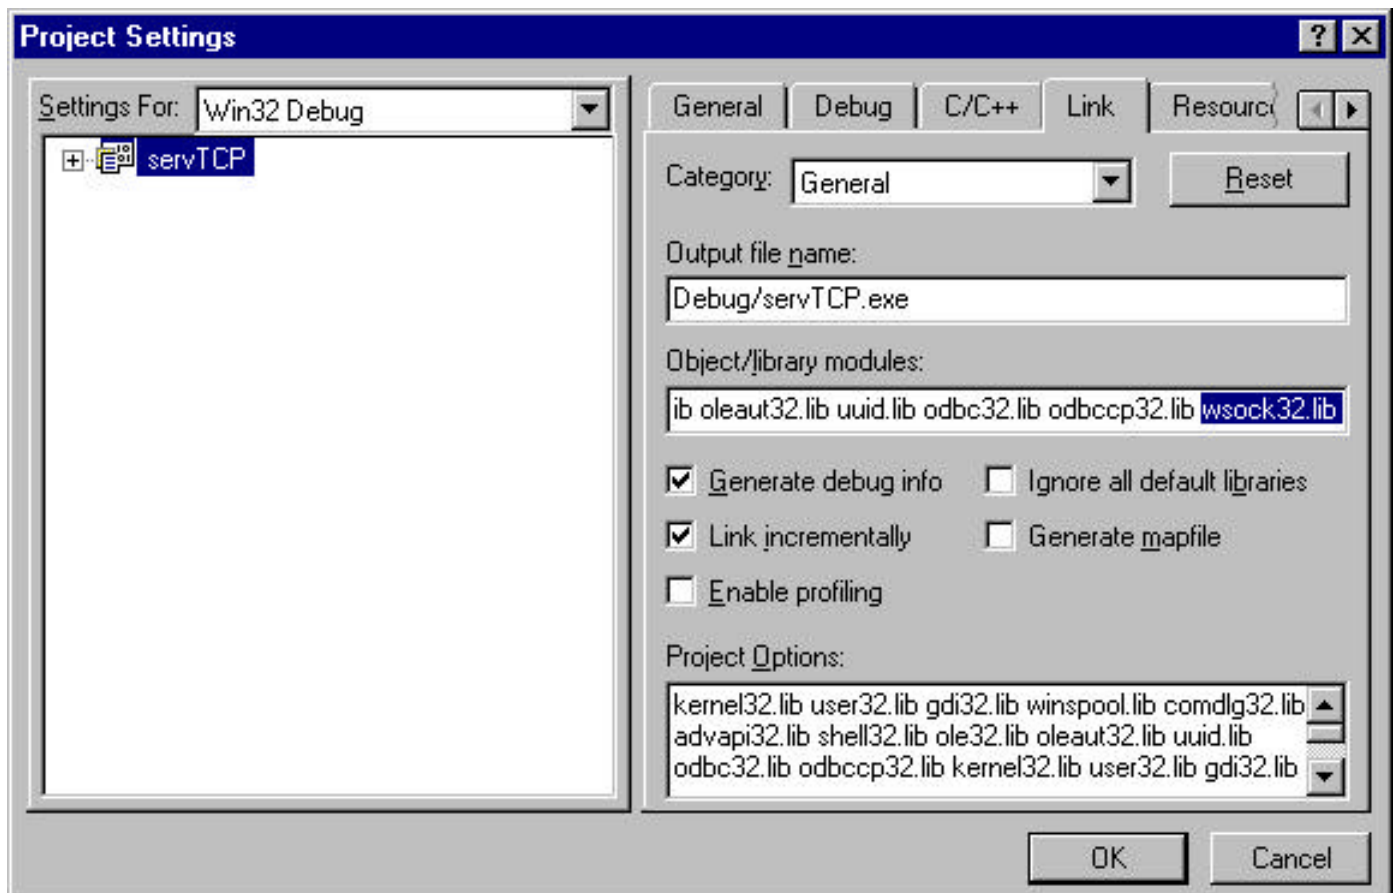 Project Settings
Settings For: Win32 Debug
servTCP
General Debug C/C++ Link Resourc
Category: General Reset
Output file name:
Debug/servTCP.exe
Object/library modules:
ib oleaut32.lib uuid.lib odbc32.lib odbccp32.lib wsock32.lib
Generate debug info Ignore all default libraries
Link incrementally Generate mapfile
Enable profiling
Project Options:
kernel32.lib user32.lib gdi32.lib winspool.lib comdlg32.lib
advapi32.lib shell32.lib ole32.lib oleaut32.lib uuid.lib
odbc32.lib odbccp32.lib kernel32.lib user32.lib gdi32.lib
OK Cancel